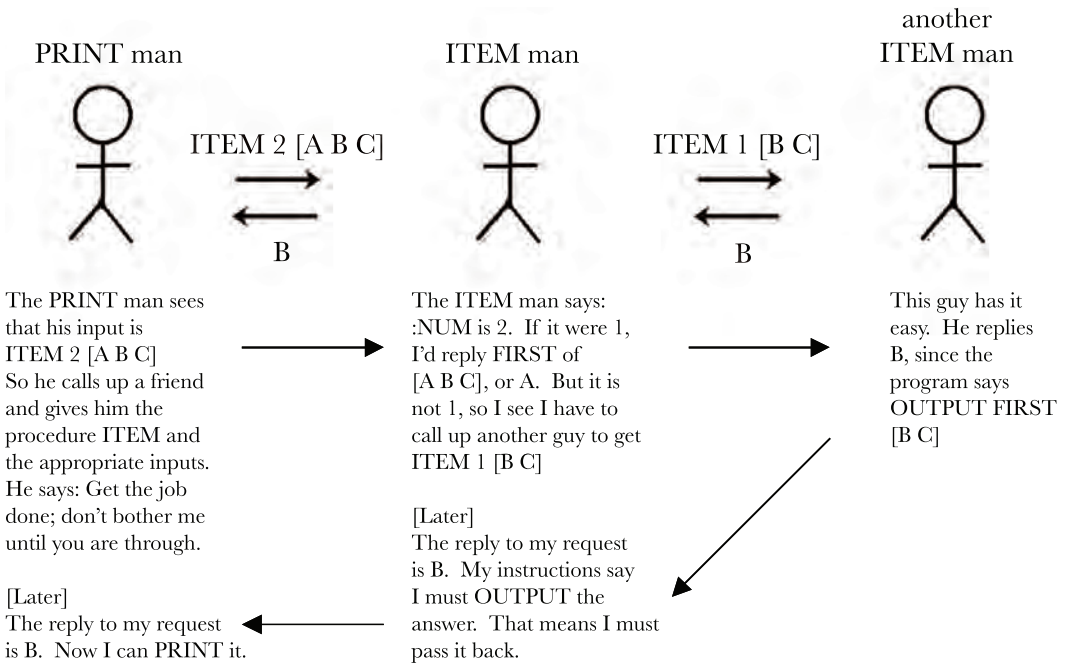 PRINT man
ITEM man
another
ITEM man
ITEM 2 [A B C]
B
ITEM 1 [B C]
B
The PRINT man sees
that his input is
ITEM 2 [A B C]
So he calls up a friend
and gives him the
procedure ITEM and
the appropriate inputs.
He says: Get the job
done; don't bother me
until you are through.
[Later]
The reply to my request
is B.  Now I can PRINT it.
The ITEM man says:
:NUM is 2.  If it were 1,
I'd reply FIRST of
[A B C], or A.  But it is
not 1, so I see I have to
call up another guy to get
ITEM 1 [B C]
[Later]
The reply to my request
is B.  My instructions say
I must OUTPUT the
answer.  That means I must
pass it back.
This guy has it
easy.  He replies
B, since the
program says
OUTPUT FIRST
[B C]